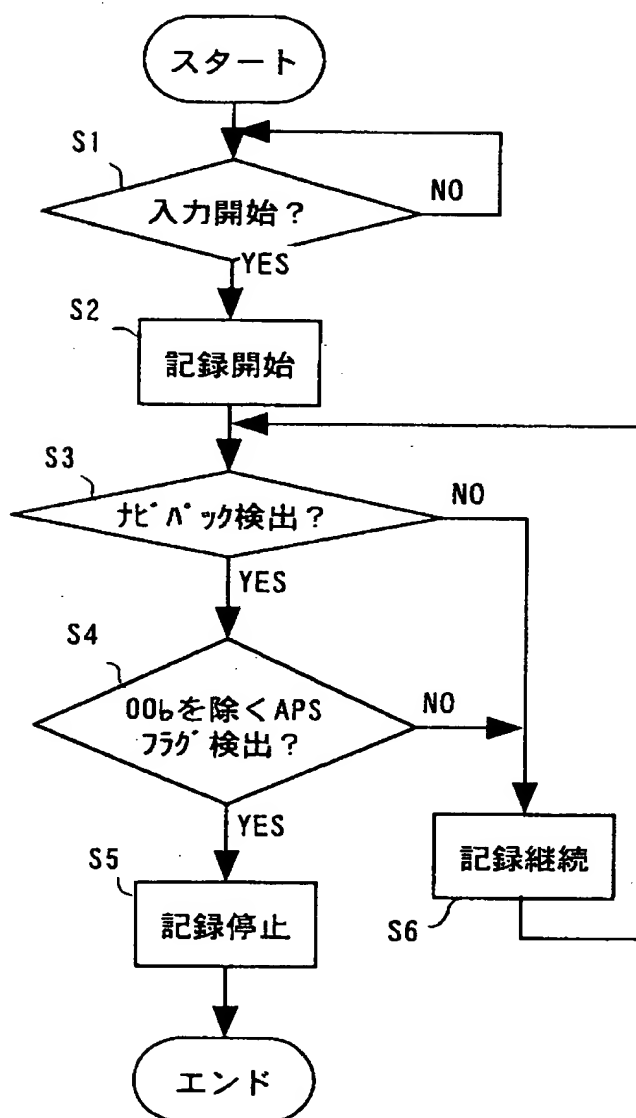 スタート
S1
入力開始？
NO
YES
S2
記録開始
S3
ナビパック検出？
NO
YES
S4
00bを除くAPS
フラグ検出？
NO
YES
S5
記録停止
記録継続
S6
エンド